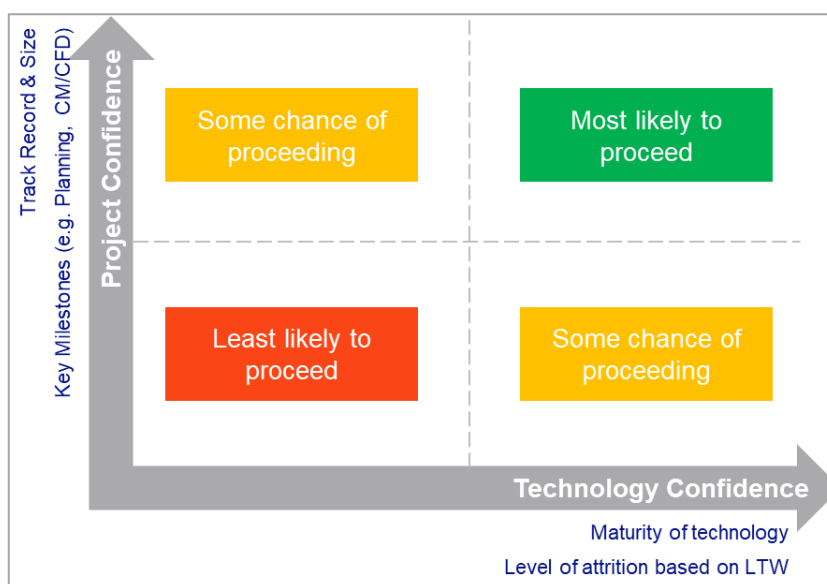 Track Record & Size
Key Milestones (e.g. Planning, CM/CFD)
Project Confidence
Some chance of
proceeding
Most likely to
proceed
Least likely to
proceed
Some chance of
proceeding
Technology Confidence
Maturity of technology
Level of attrition based on LTW